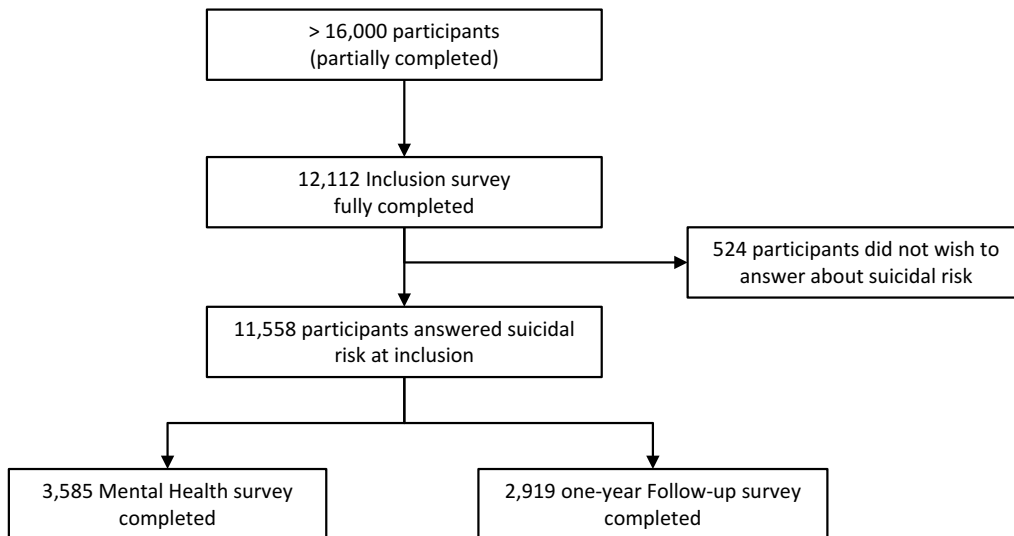 > 16,000 participants
(partially completed)
12,112 Inclusion survey
fully completed
524 participants did not wish to
answer about suicidal risk
11,558 participants answered suicidal
risk at inclusion
3,585 Mental Health survey
completed
2,919 one-year Follow-up survey
completed